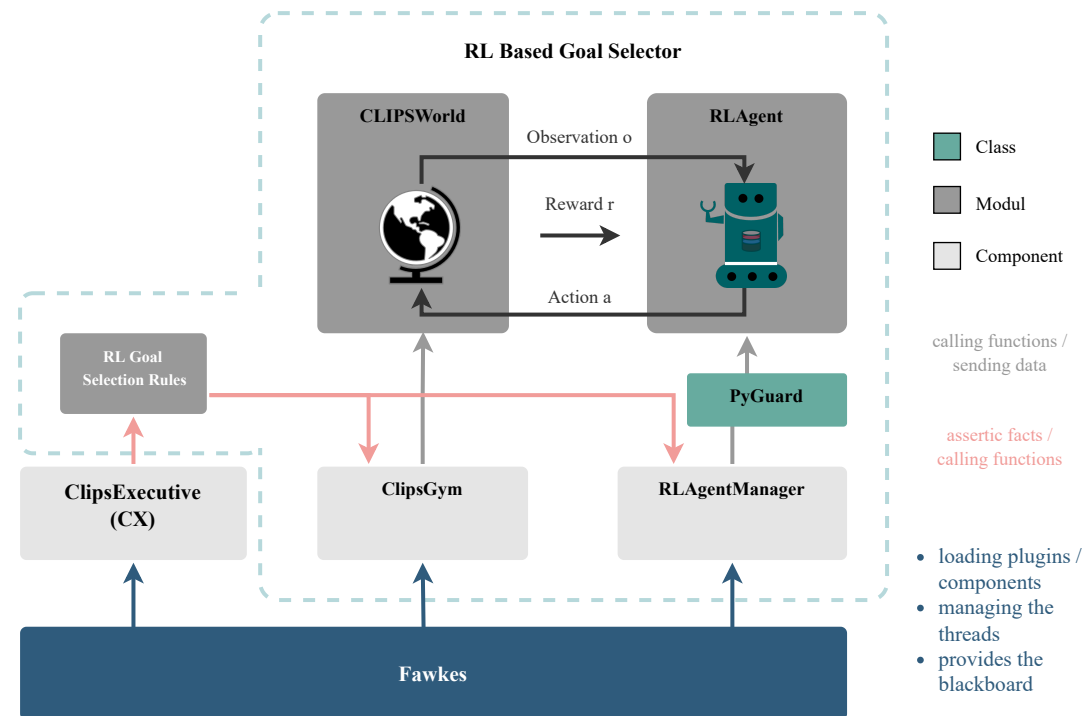 RL Based Goal Selector
CLIPSWorld
RLAgent
Observation o
Reward r
Action a
RL Goal
Selection Rules
PyGuard
ClipsExecutive
(CX)
ClipsGym
RLAgentManager
Fawkes
Class
Modul
Component
calling functions /
sending data
assertic facts /
calling functions
• loading plugins /
components
• managing the
threads
• provides the
blackboard